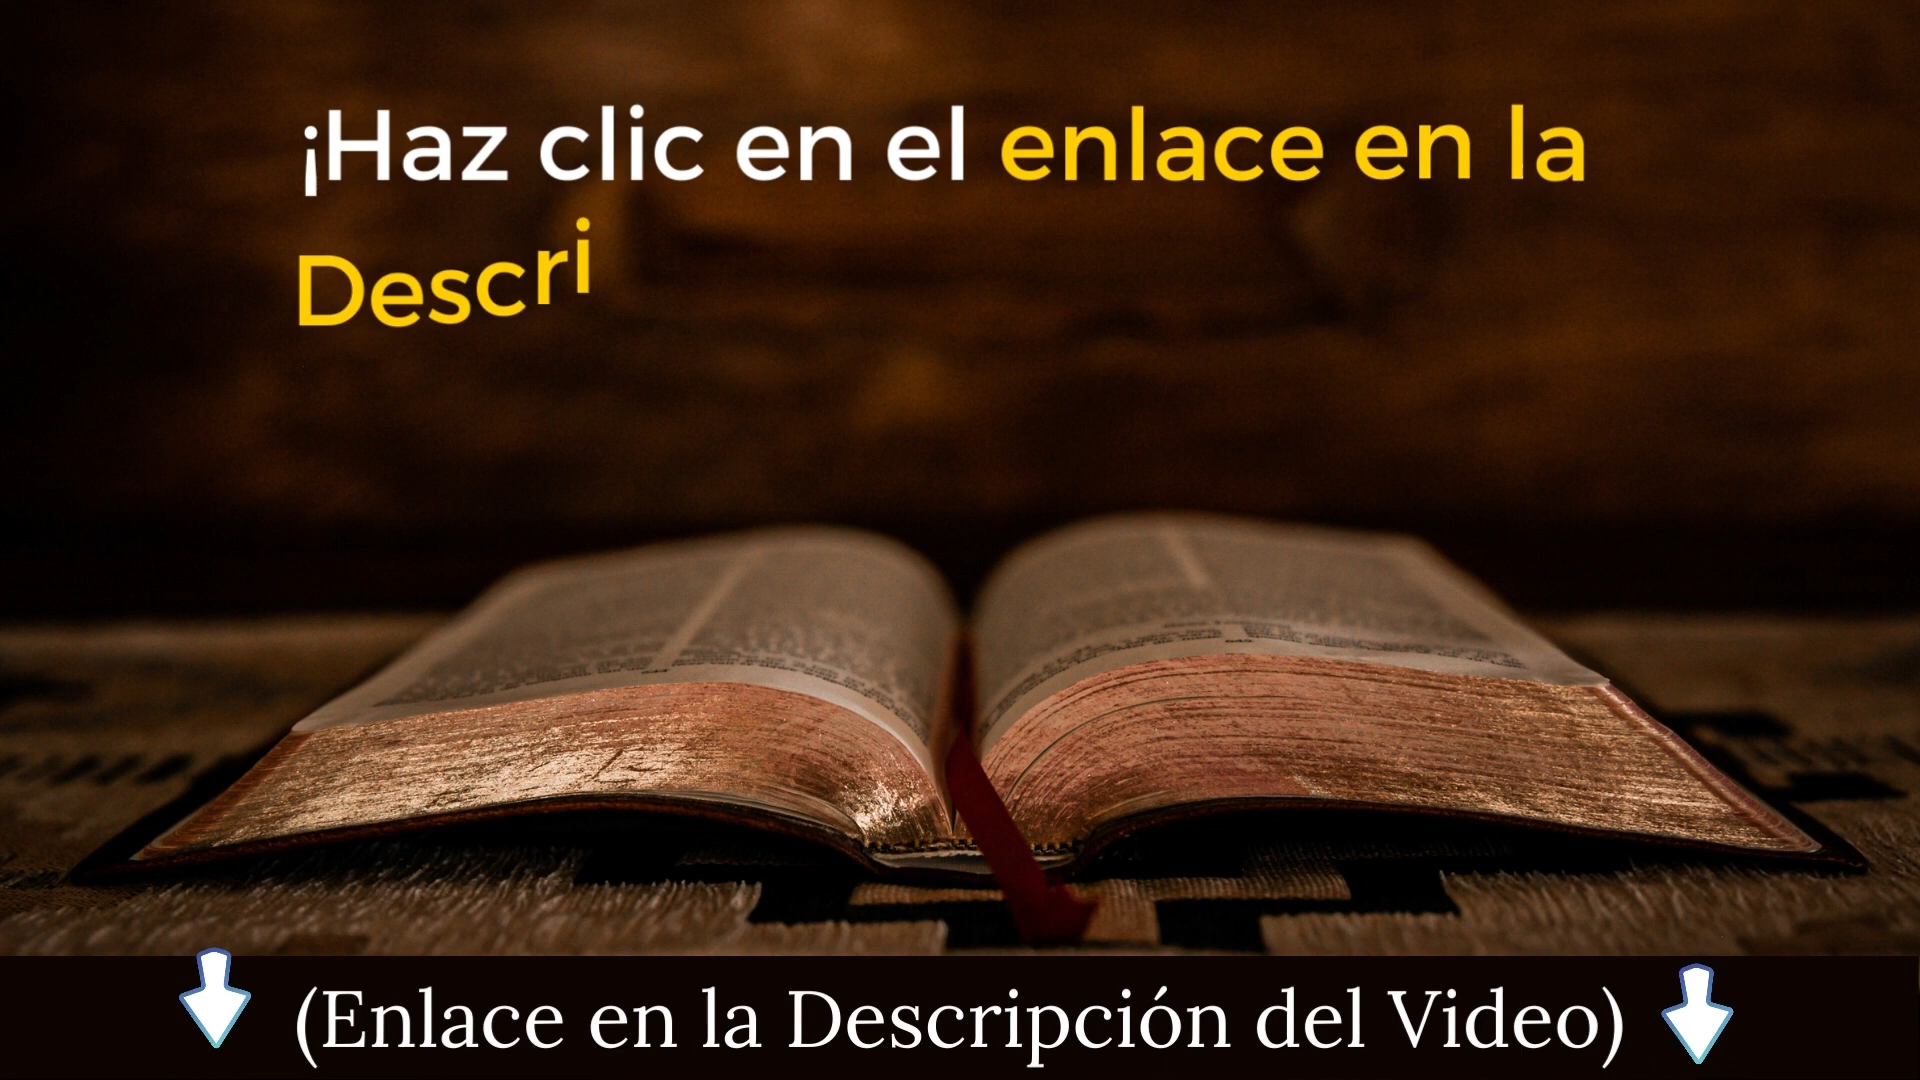 ¡Haz clic en el enlace en la
Descri
(Enlace en la Descripción del Video)